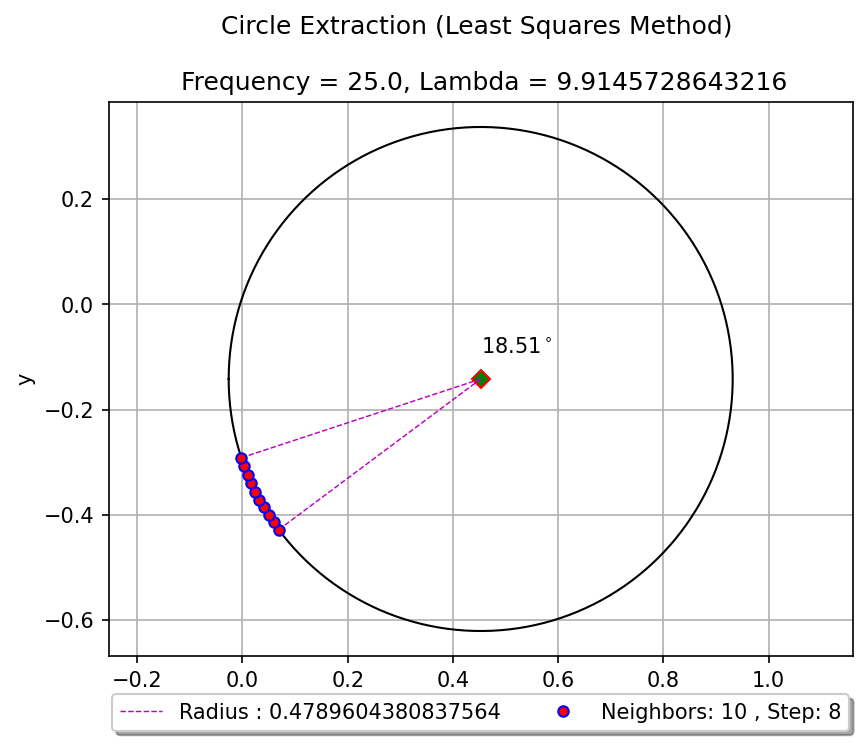 Circle Extraction (Least Squares Method)
Frequency = 25.0, Lambda = 9.9145728643216
0.2
0.0
18.51°
y
−0.2
−0.4
−0.6
−0.2 0.0 0.2 0.4 0.6 0.8 1.0
Radius : 0.4789604380837564 Neighbors: 10 , Step: 8